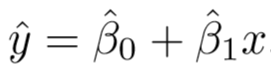 ŷ = β̂₀ + β̂₁x